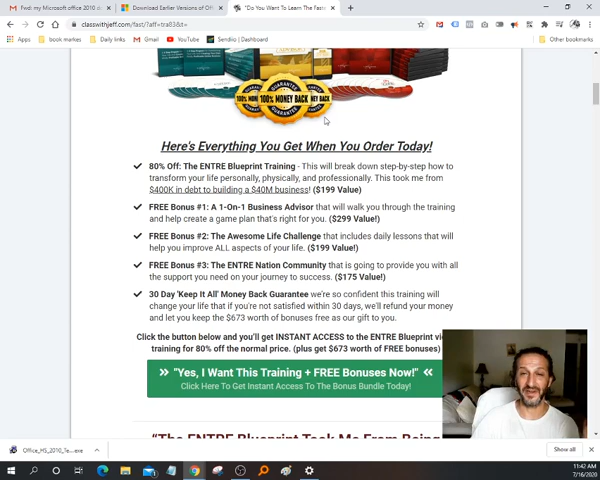 Fwd: my Microsoft office 2010 do
Download Earlier Versions of Off
"Do You Want To Learn The Faste
classwithjeff.com/fast/?aff=tra83&d=
Apps
book markes
Daily links
Gmail
YouTube
Sendiio | Dashboard
Other bookmarks
100% MONEY BACK
GUARANTEE
Here's Everything You Get When You Order Today!
80% Off: The ENTRE Blueprint Training - This will break down step-by-step how to
transform your life personally, physically, and professionally. This took me from
$400K in debt to building a $40M business! ($199 Value)
FREE Bonus #1: A 1-On-1 Business Advisor that will walk you through the training
and help create a game plan that's right for you. ($299 Value!)
FREE Bonus #2: The Awesome Life Challenge that includes daily lessons that will
help you improve ALL aspects of your life. ($199 Value!)
FREE Bonus #3: The ENTRE Nation Community that is going to provide you with all
the support you need on your journey to success. ($175 Value!)
30 Day 'Keep It All' Money Back Guarantee we're so confident this training will
change your life that if you're not satisfied within 30 days, we'll refund your money
and let you keep the $673 worth of bonuses free as our gift to you.
Click the button below and you'll get INSTANT ACCESS to the ENTRE Blueprint vi
training for 80% off the normal price. (plus get $673 worth of FREE bonuses)
» "Yes, I Want This Training + FREE Bonuses Now!" «
Click Here To Get Instant Access To The Bonus Bundle Today!
"The ENTRE Blueprint Took Me From Being
Office_HS_2010_Te....exe
Show all
11:42 AM
7/16/2020